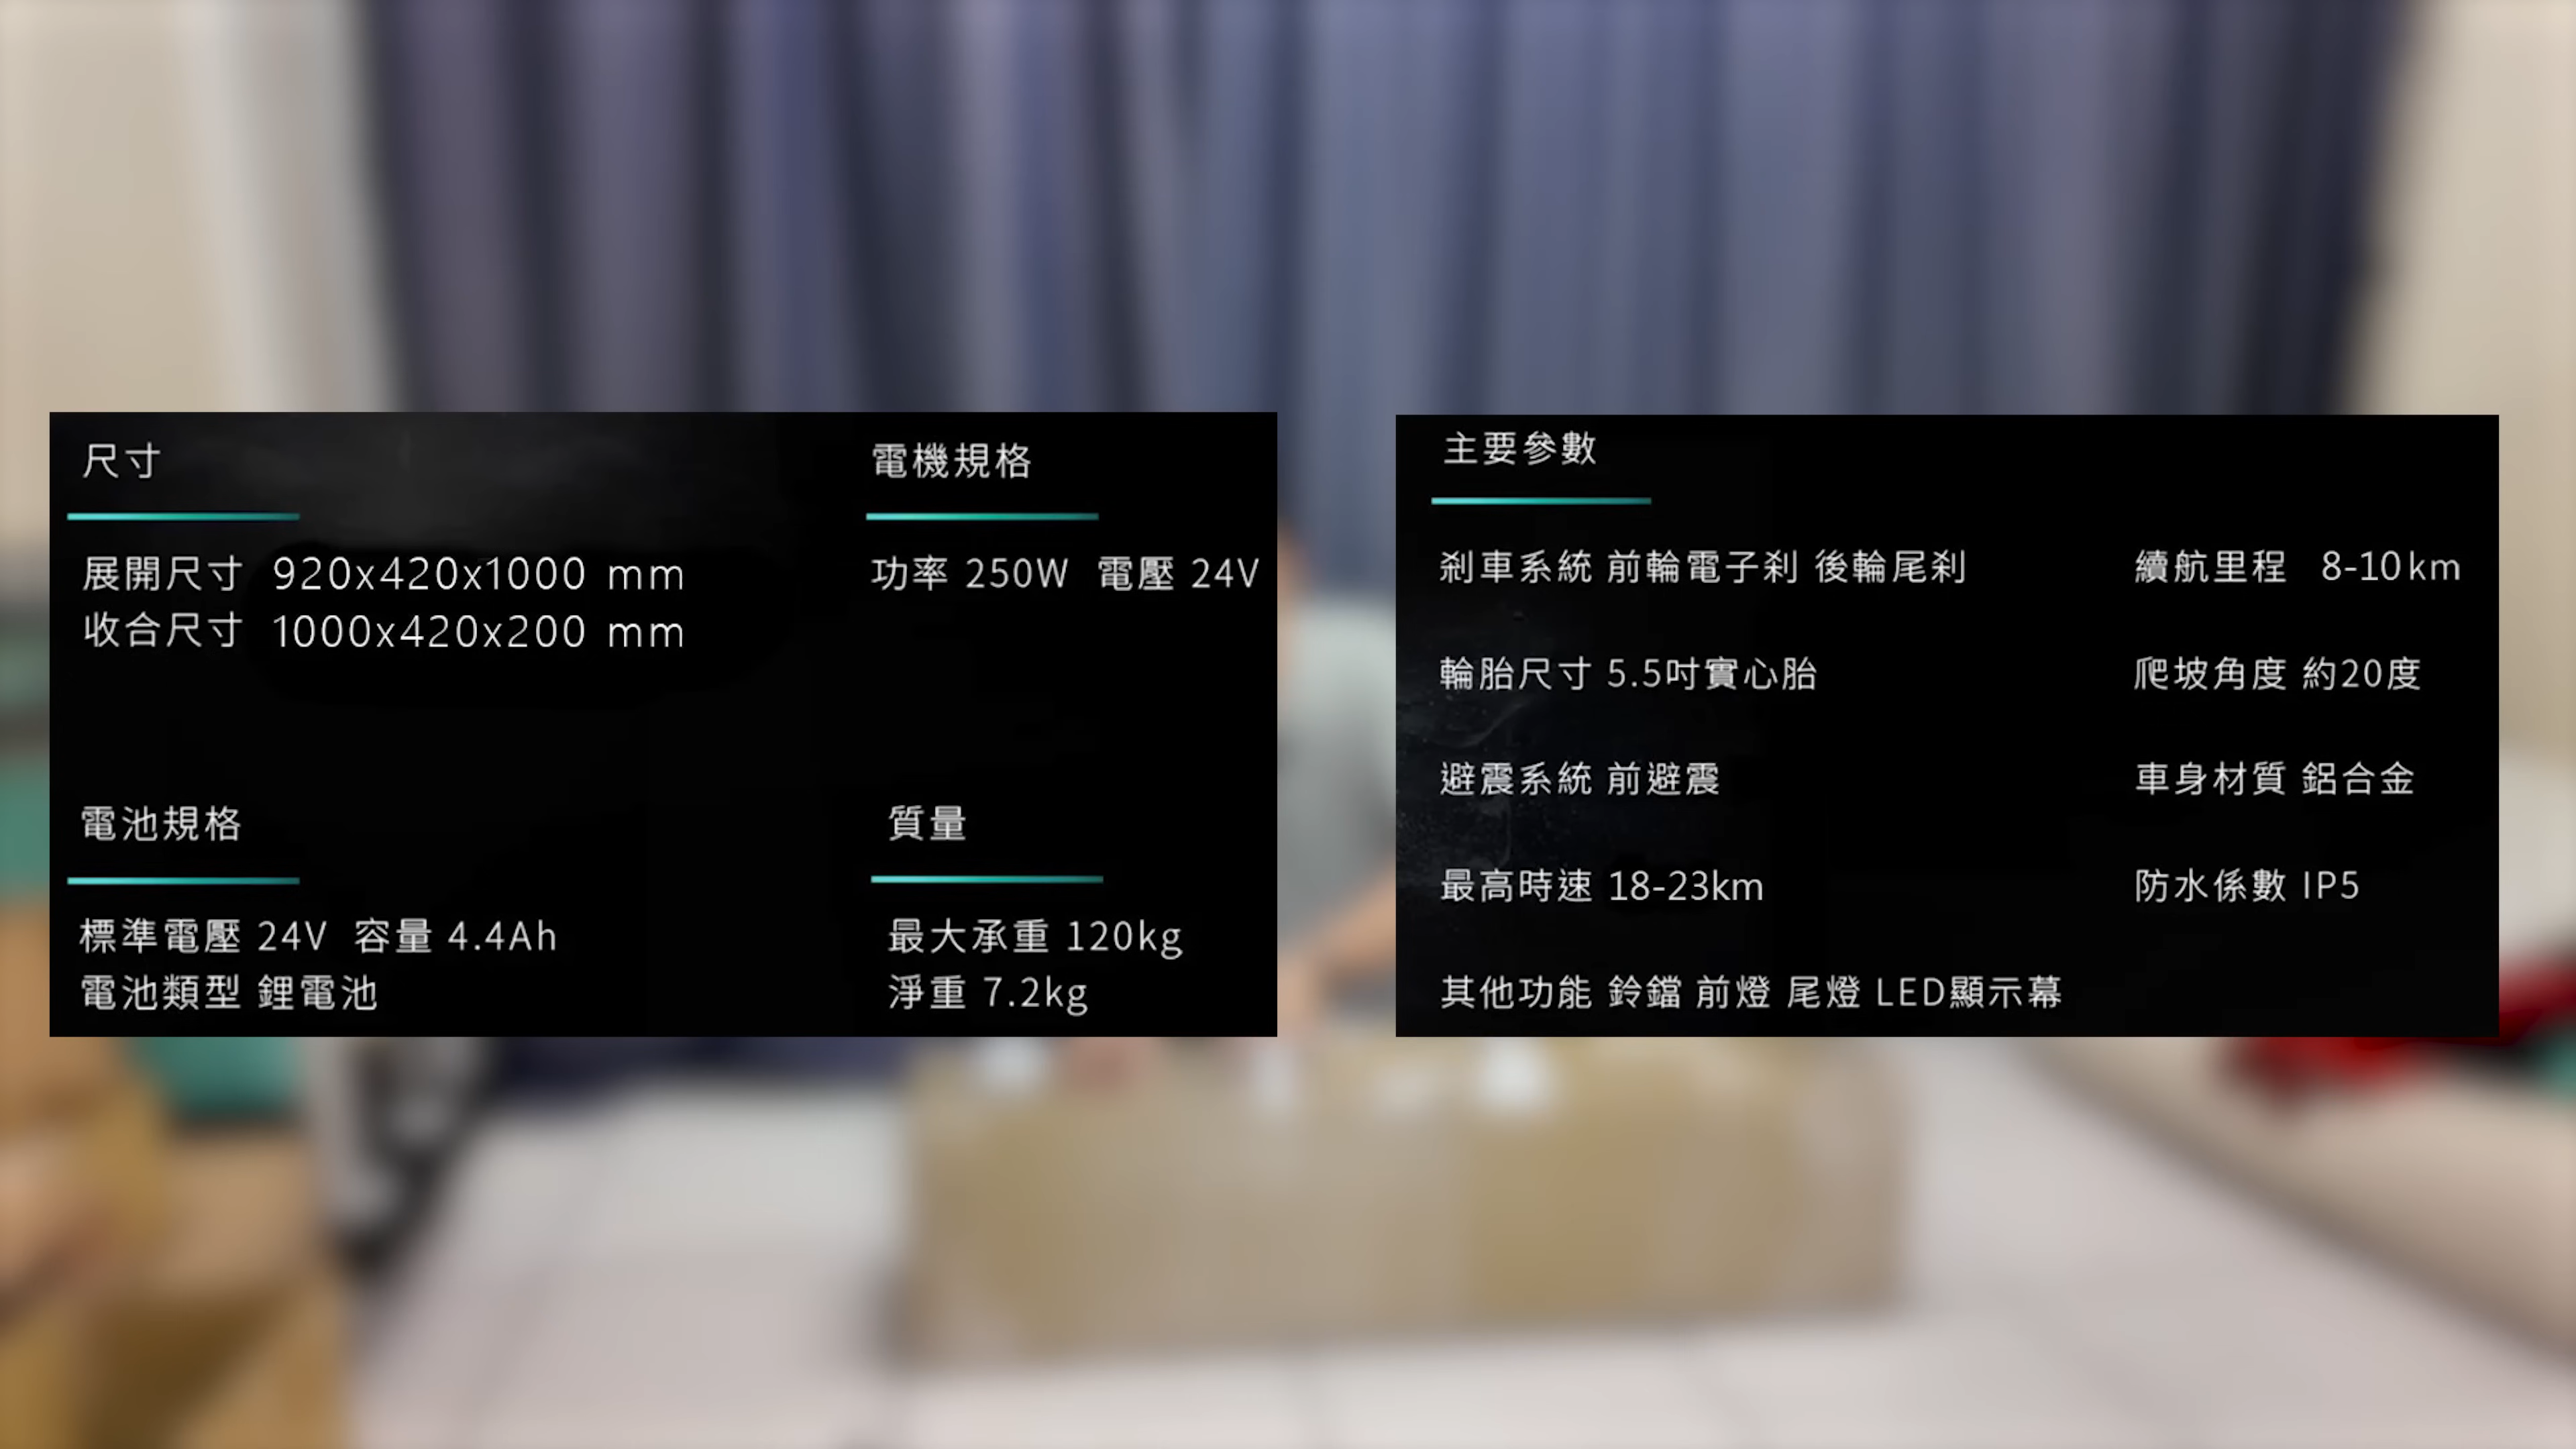 尺寸
展開尺寸 920x420x1000 mm
收合尺寸 1000x420x200 mm
電機規格
功率 250W 電壓 24V
電池規格
標準電壓 24V 容量 4.4Ah
電池類型 鋰電池
質量
最大承重 120kg
淨重 7.2kg
主要參數
剎車系統 前輪電子剎 後輪尾剎
續航里程 8-10km
輪胎尺寸 5.5吋實心胎
爬坡角度 約20度
避震系統 前避震
車身材質 鋁合金
最高時速 18-23km
防水係數 IP5
其他功能 鈴鐺 前燈 尾燈 LED顯示幕